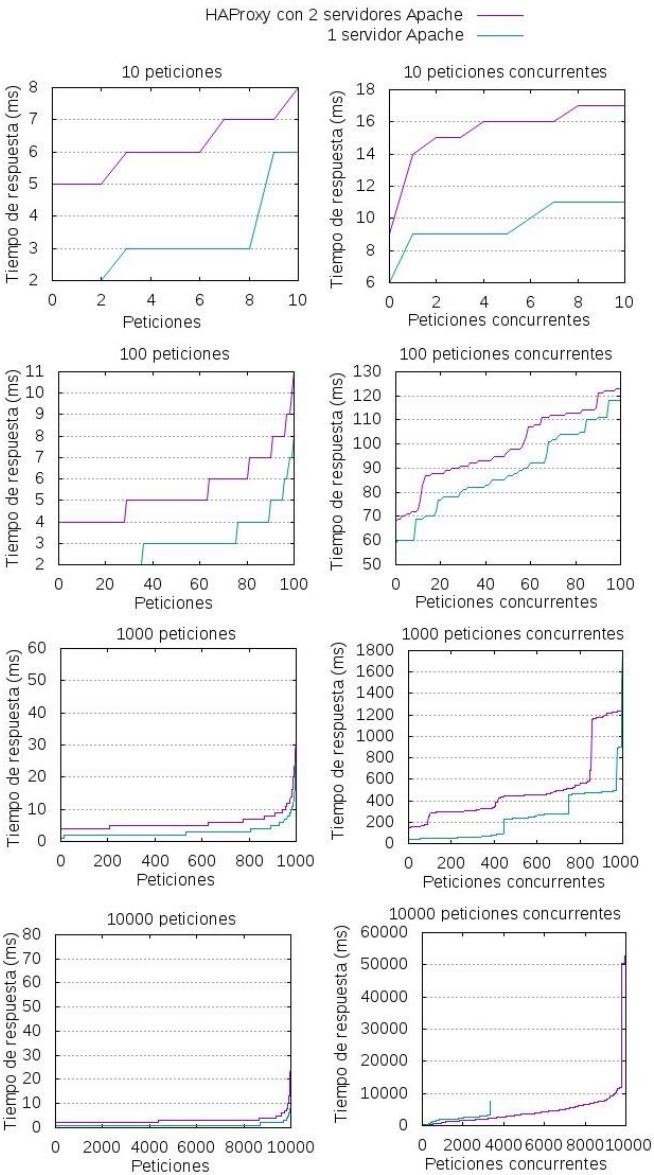 HAProxy con 2 servidores Apache
1 servidor Apache
10 peticiones
Tiempo de respuesta (ms)
8
7
6
5
4
3
2
0 2 4 6 8 10
Peticiones
10 peticiones concurrentes
Tiempo de respuesta (ms)
18
16
14
12
10
8
6
0 2 4 6 8 10
Peticiones concurrentes
100 peticiones
Tiempo de respuesta (ms)
11
10
9
8
7
6
5
4
3
2
0 20 40 60 80 100
Peticiones
100 peticiones concurrentes
Tiempo de respuesta (ms)
130
120
110
100
90
80
70
60
50
0 20 40 60 80 100
Peticiones concurrentes
1000 peticiones
Tiempo de respuesta (ms)
60
50
40
30
20
10
0
0 200 400 600 800 1000
Peticiones
1000 peticiones concurrentes
Tiempo de respuesta (ms)
1800
1600
1400
1200
1000
800
600
400
200
0
0 200 400 600 800 1000
Peticiones concurrentes
10000 peticiones
Tiempo de respuesta (ms)
80
70
60
50
40
30
20
10
0
0 2000 4000 6000 8000 10000
Peticiones
10000 peticiones concurrentes
Tiempo de respuesta (ms)
60000
50000
40000
30000
20000
10000
0
0 2000 4000 6000 8000 10000
Peticiones concurrentes